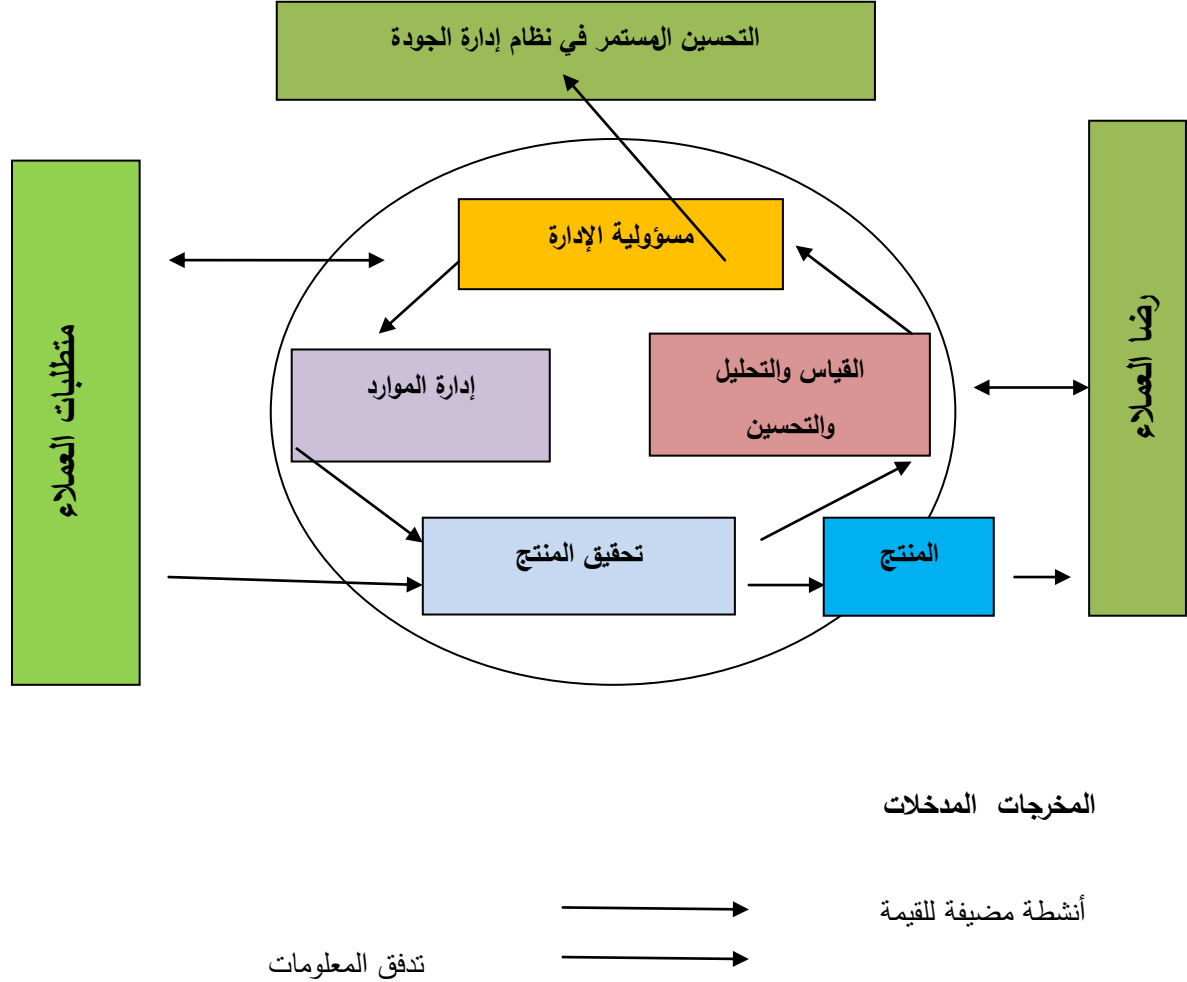 التحسين المستمر في نظام إدارة الجودة
مسؤولية الإدارة
رضا العملاء
متطلبات العملاء
القياس والتحليل
والتحسين
إدارة الموارد
المنتج
تحقيق المنتج
المخرجات المدخلات
أنشطة مضيفة للقيمة
تدفق المعلومات